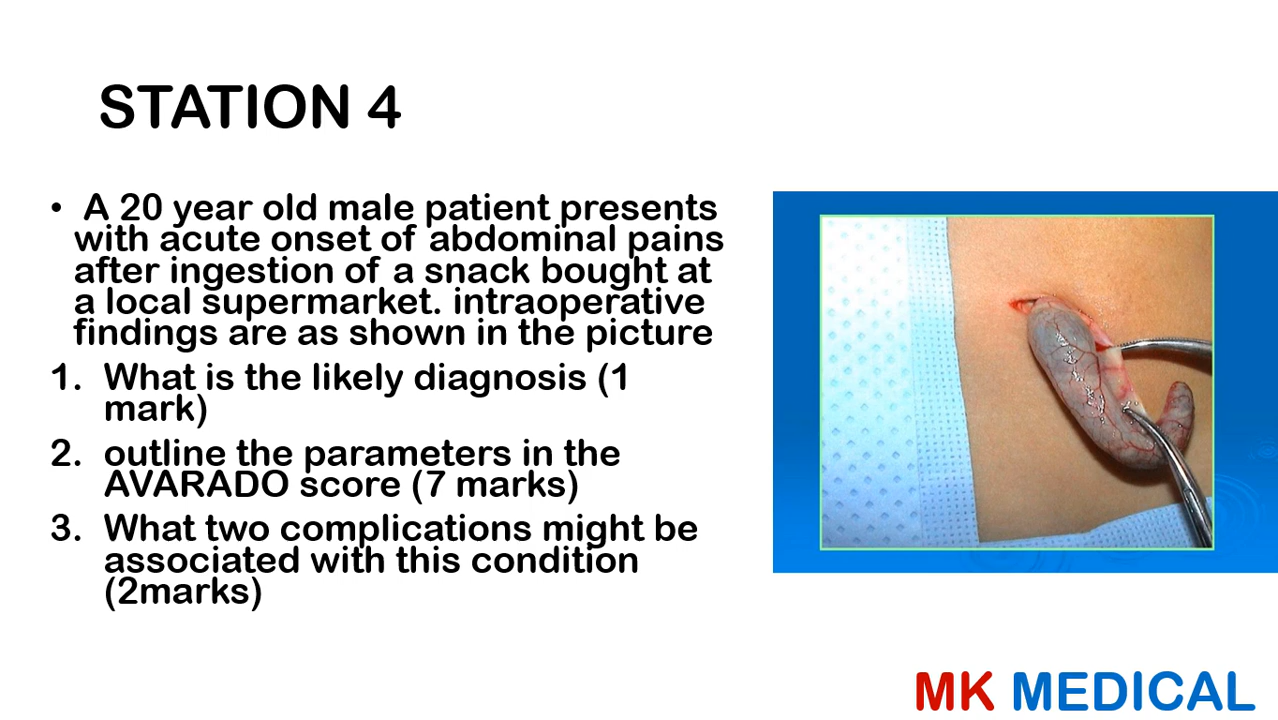 STATION 4
• A 20 year old male patient presents
with acute onset of abdominal pains
after ingestion of a snack bought at
a local supermarket. intraoperative
findings are as shown in the picture
1. What is the likely diagnosis (1
mark)
2. outline the parameters in the
AVARADO score (7 marks)
3. What two complications might be
associated with this condition
(2marks)
MK MEDICAL